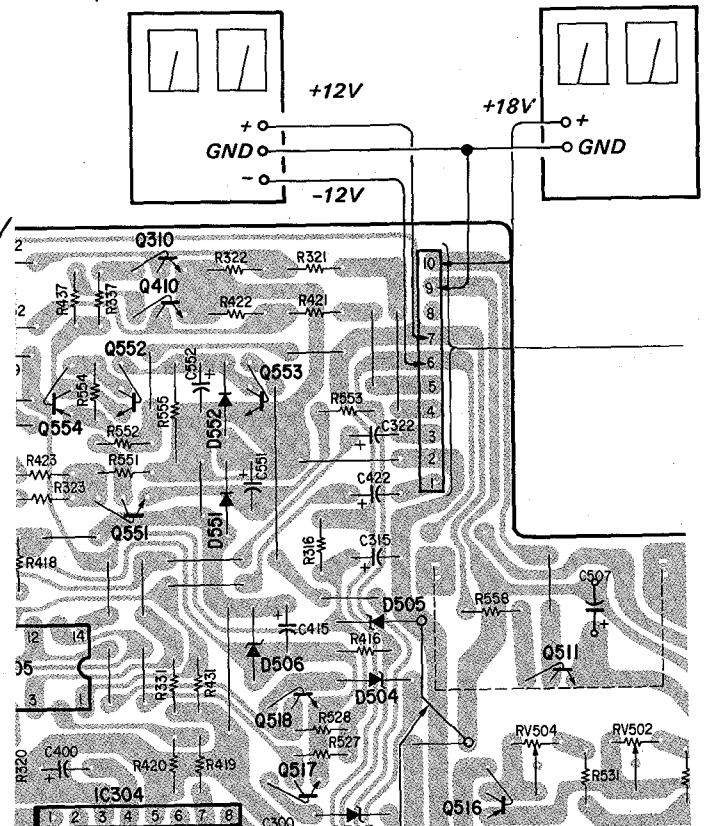 +12V
+18V
+
+
GND
GND
-
-12V
Q310
R322
R321
10
9
Q410
R437
R337
R422
R421
8
7
Q552
C552
+
Q553
6
5
R554
R555
D552
R553
4
Q554
C322
+
3
R552
2
R423
R551
C551
+
C422
+
1
R323
Q551
D551
R316
C315
+
R418
C507
+
D505
R558
12
14
C415
+
R416
Q511
05
D506
3
1
R331
R431
D504
Q518
R528
RV504
RV502
R527
R320
C400
+
R420
R419
Q517
R531
IC304
Q516
1 2 3 4 5 6 7 8
C300